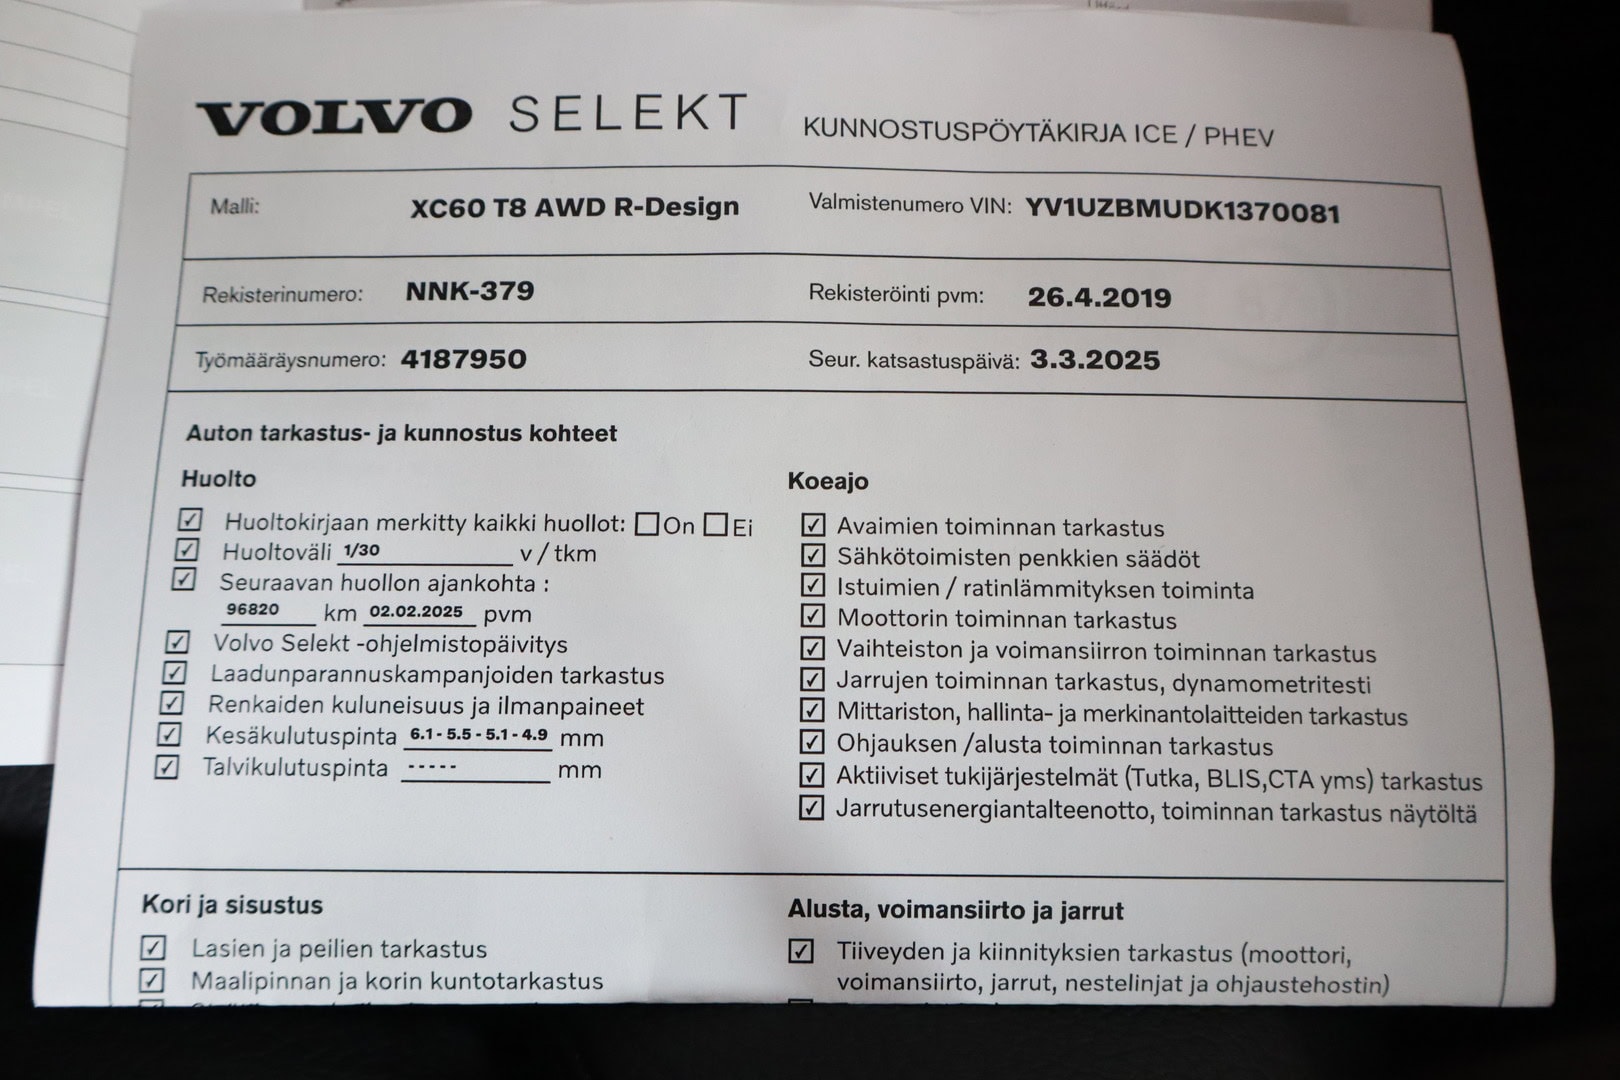 VOLVO SELEKT KUNNOSTUSPÖYTÄKIRJA ICE / PHEV
Malli: XC60 T8 AWD R-Design Valmistenumero VIN: YV1UZBMUDK1370081
Rekisterinumero: NNK-379 Rekisteröinti pvm: 26.4.2019
Työmääräysnumero: 4187950 Seur. katsastuspäivä: 3.3.2025
Auton tarkastus- ja kunnostus kohteet
Huolto
Huoltokirjaan merkitty kaikki huollot: On Ei
Huoltoväli 1/30 v / tkm
Seuraavan huollon ajankohta :
96820 km 02.02.2025 pvm
Volvo Selekt -ohjelmistopäivitys
Laadunparannuskampanjoiden tarkastus
Renkaiden kuluneisuus ja ilmanpaineet
Kesäkulutuspinta 6.1 - 5.5 - 5.1 - 4.9 mm
Talvikulutuspinta - - - - - mm
Koeajo
Avaimien toiminnan tarkastus
Sähkötoimisten penkkien säädöt
Istuimien / ratinlämmityksen toiminta
Moottorin toiminnan tarkastus
Vaihteiston ja voimansiirron toiminnan tarkastus
Jarrujen toiminnan tarkastus, dynamometritesti
Mittariston, hallinta- ja merkinantolaitteiden tarkastus
Ohjauksen /alusta toiminnan tarkastus
Aktiiviset tukijärjestelmät (Tutka, BLIS,CTA yms) tarkastus
Jarrutusenergiantalteenotto, toiminnan tarkastus näytöltä
Kori ja sisustus
Lasien ja peilien tarkastus
Maalipinnan ja korin kuntotarkastus
Alusta, voimansiirto ja jarrut
Tiiveyden ja kiinnityksien tarkastus (moottori,
voimansiirto, jarrut, nestelinjat ja ohjaustehostin)